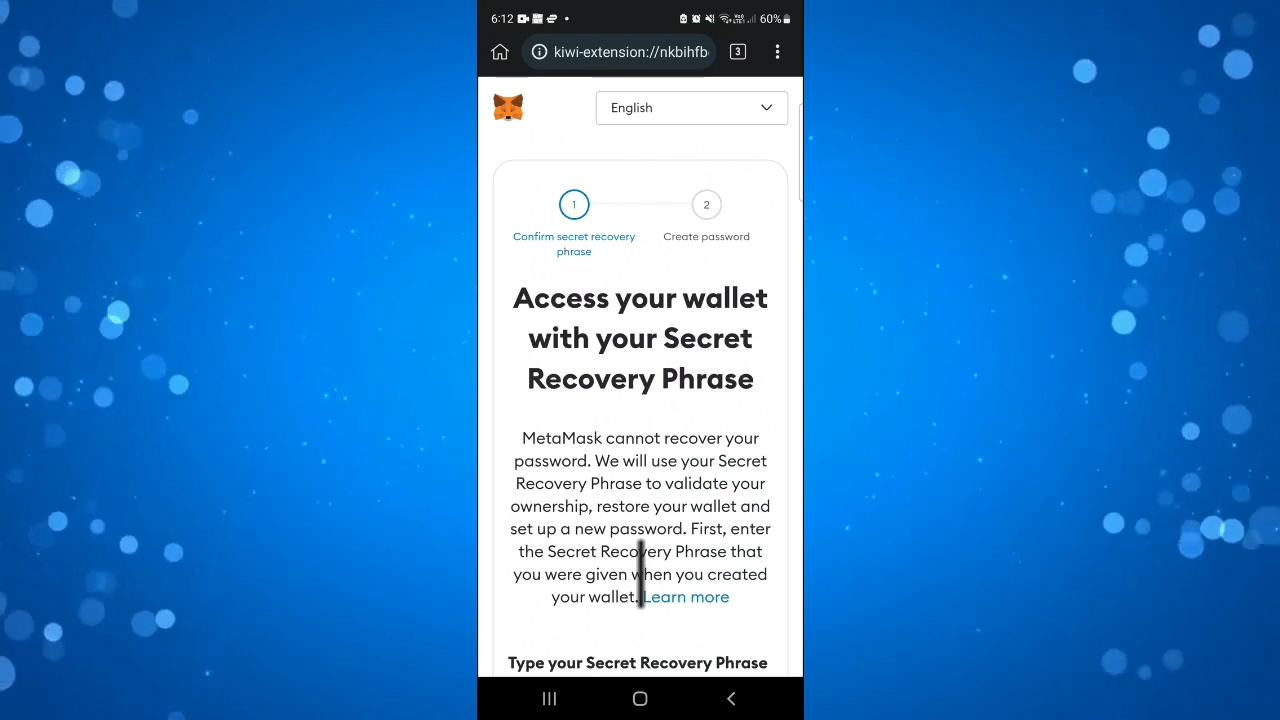 6:12
60%
kiwi-extension://nkbihfb
3
English
1
2
Confirm secret recovery
phrase
Create password
Access your wallet
with your Secret
Recovery Phrase
MetaMask cannot recover your
password. We will use your Secret
Recovery Phrase to validate your
ownership, restore your wallet and
set up a new password. First, enter
the Secret Recovery Phrase that
you were given when you created
your wallet. Learn more
Type your Secret Recovery Phrase